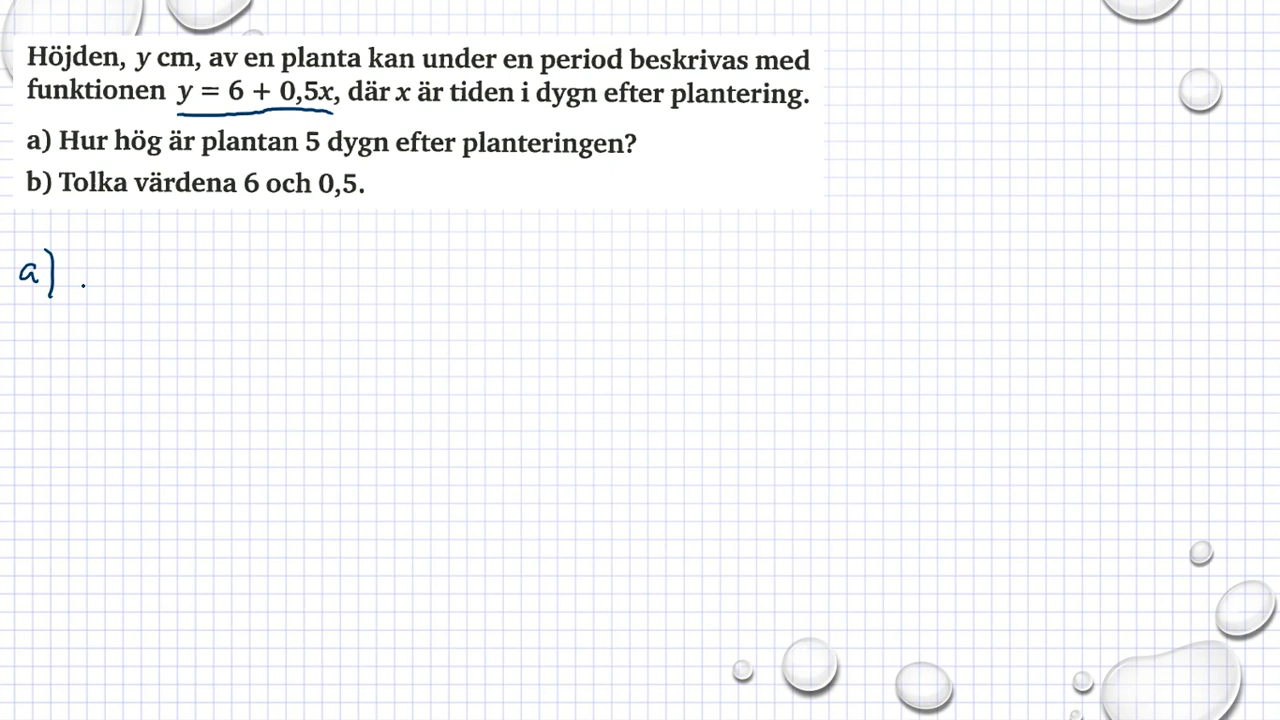 Höjden, y cm, av en planta kan under en period beskrivas med
funktionen y = 6 + 0,5x, där x är tiden i dygn efter plantering.
a) Hur hög är plantan 5 dygn efter planteringen?
b) Tolka värdena 6 och 0,5.
a) .